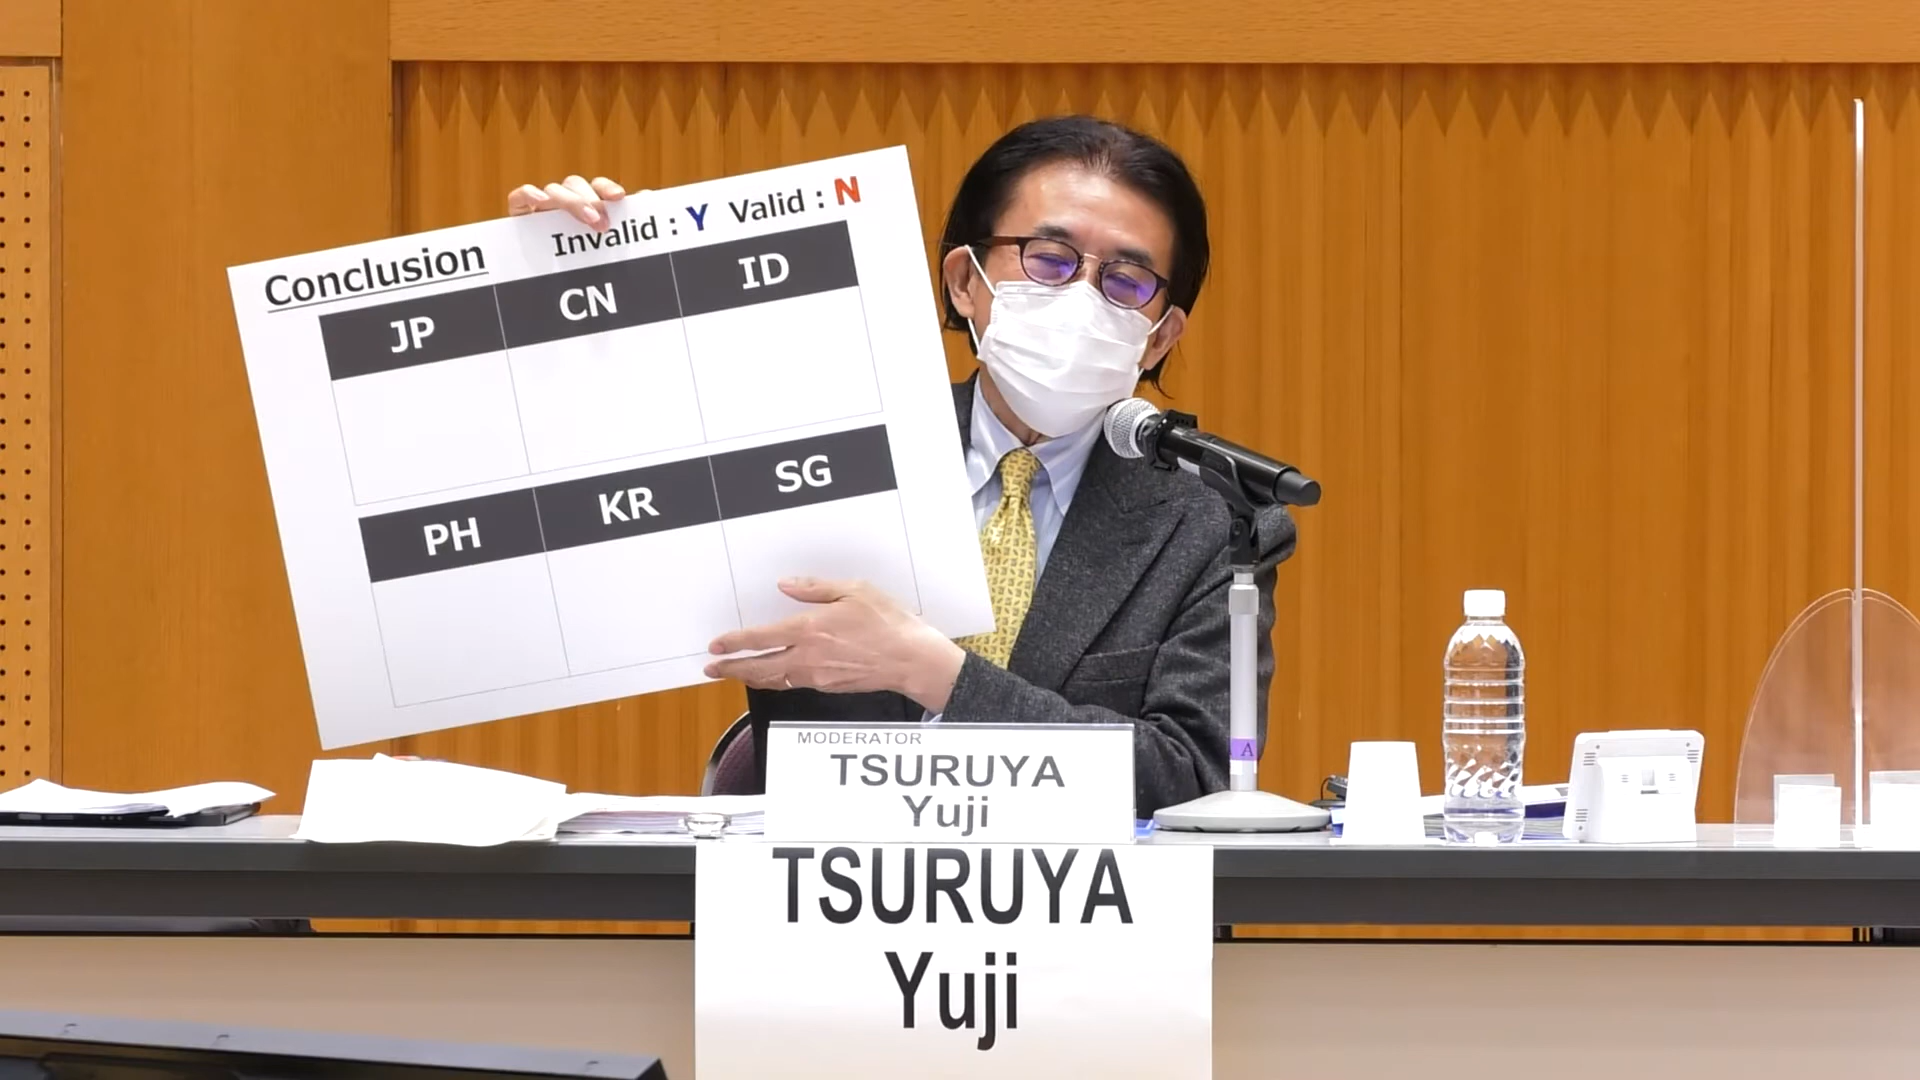 Conclusion Invalid : Y Valid : N
JP CN ID
PH KR SG
MODERATOR
TSURUYA
Yuji
A
TSURUYA
Yuji